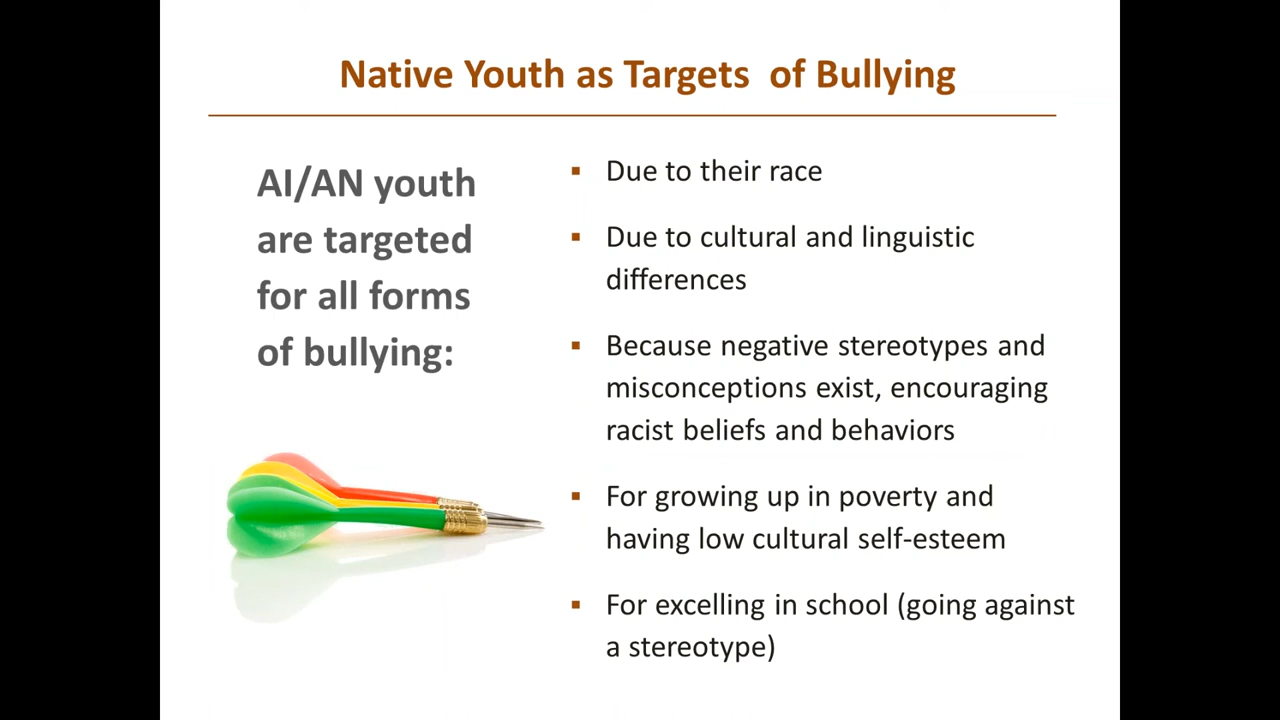 Native Youth as Targets  of Bullying
AI/AN youth
are targeted
for all forms
of bullying:
▪ Due to their race
▪ Due to cultural and linguistic
differences
▪ Because negative stereotypes and
misconceptions exist, encouraging
racist beliefs and behaviors
▪ For growing up in poverty and
having low cultural self-esteem
▪ For excelling in school (going against
a stereotype)